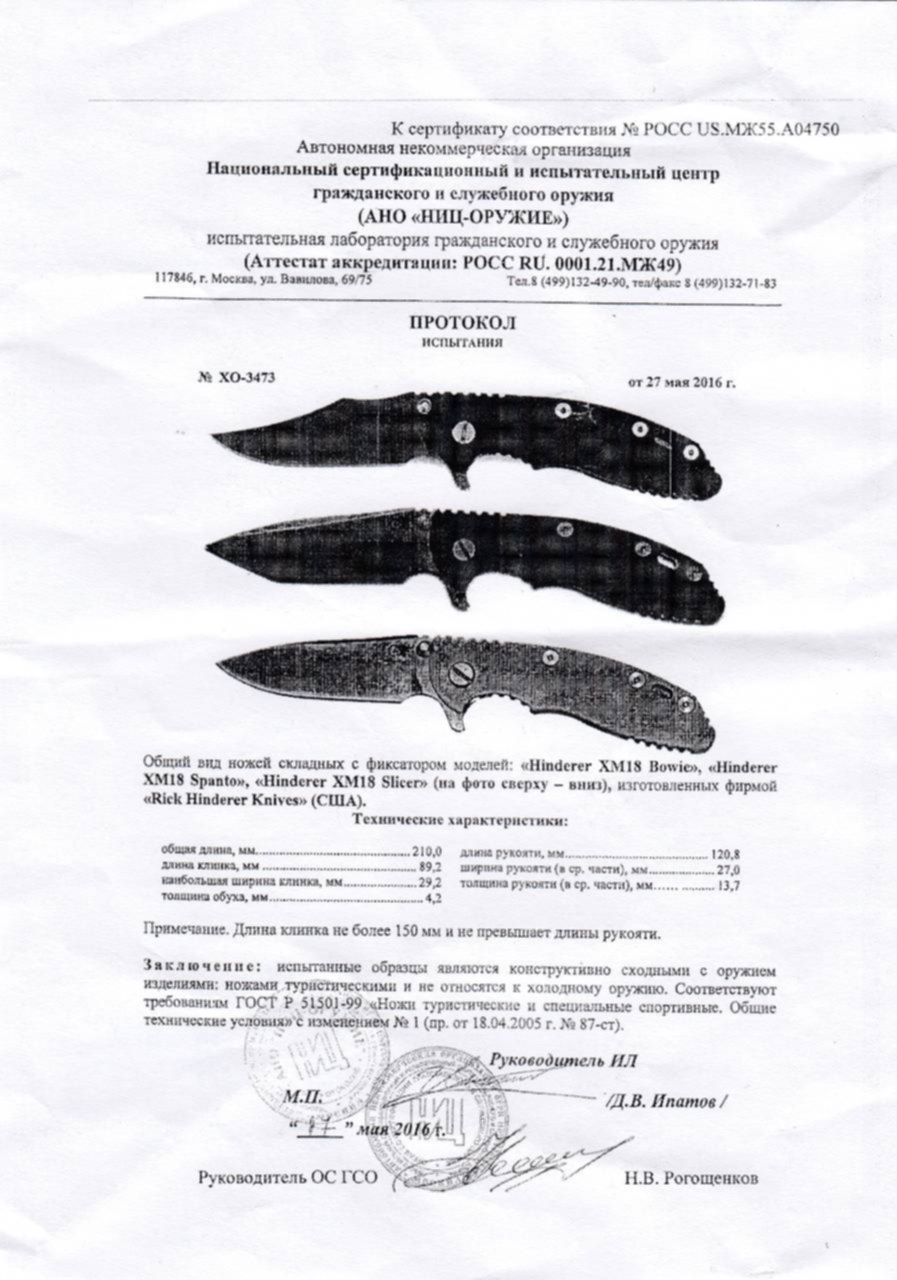 К сертификату соответствия № РОСС US.МЖ55.А04750
Автономная некоммерческая организация
Национальный сертификационный и испытательный центр
гражданского и служебного оружия
(АНО «НИЦ-ОРУЖИЕ»)
испытательная лаборатория гражданского и служебного оружия
(Аттестат аккредитации: РОСС RU. 0001.21.МЖ49)
117846, г. Москва, ул. Вавилова, 69/75 Тел.8 (499)132-49-90, тел/факс 8 (499)132-71-83
ПРОТОКОЛ
ИСПЫТАНИЯ
№ ХО-3473 от 27 мая 2016 г.
Общий вид ножей складных с фиксатором моделей: «Hinderer XM18 Bowie», «Hinderer
XM18 Spanto», «Hinderer XM18 Slicer» (на фото сверху – вниз), изготовленных фирмой
«Rick Hinderer Knives» (США).
Технические характеристики:
общая длина, мм.......................................210,0 длина рукояти, мм....................................120,8
длина клинка, мм .......................................89,2 ширина рукояти (в ср. части), мм.................27,0
наибольшая ширина клинка, мм...................29,2 толщина рукояти (в ср. части), мм...... ..........13,7
толщина обуха, мм.......................................4,2
Примечание. Длина клинка не более 150 мм и не превышает длины рукояти.
Заключение: испытанные образцы являются конструктивно сходными с оружием
изделиями: ножами туристическими и не относятся к холодному оружию. Соответствуют
требованиям ГОСТ Р 51501-99 «Ножи туристические и специальные спортивные. Общие
технические условия» с изменением № 1 (пр. от 18.04.2005 г. № 87-ст).
Руководитель ИЛ
М.П. /Д.В. Ипатов /
“ ” мая 2016 г.
Руководитель ОС ГСО Н.В. Рогощенков